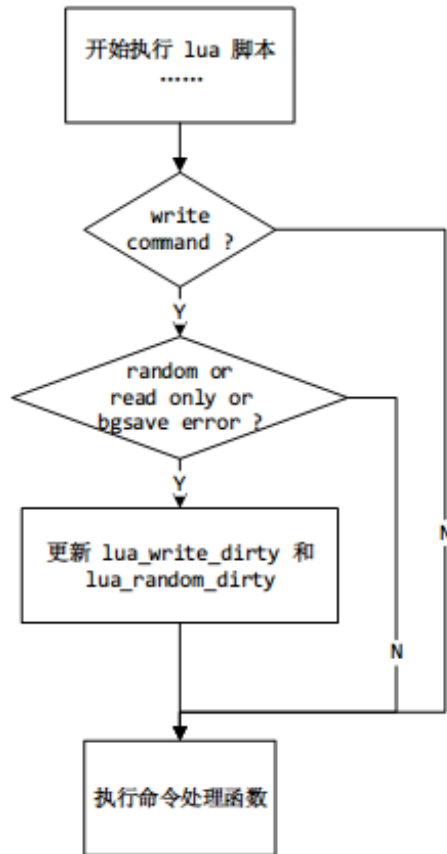 开始执行 lua 脚本
……
write
command ?
Y
random or
read only or
bgsave error ?
Y
更新 lua_write_dirty 和
lua_random_dirty
N
N
执行命令处理函数